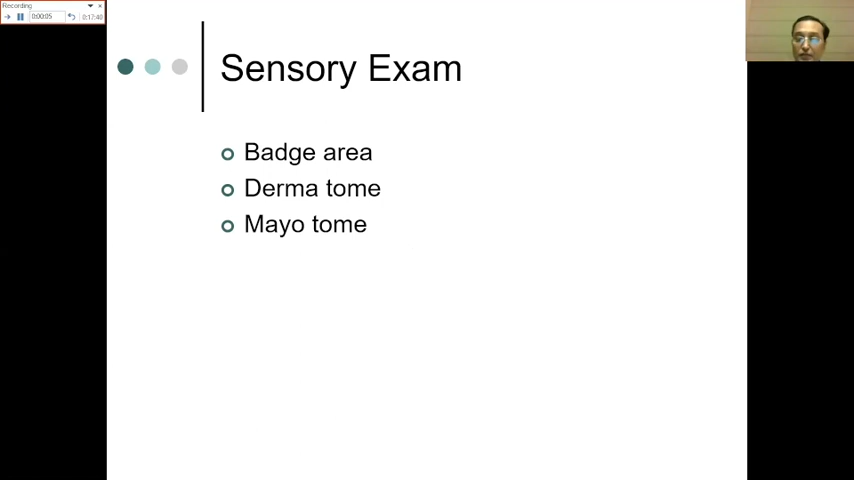 Recording
0:00:05
0:17:40
Sensory Exam
Badge area
Derma tome
Mayo tome